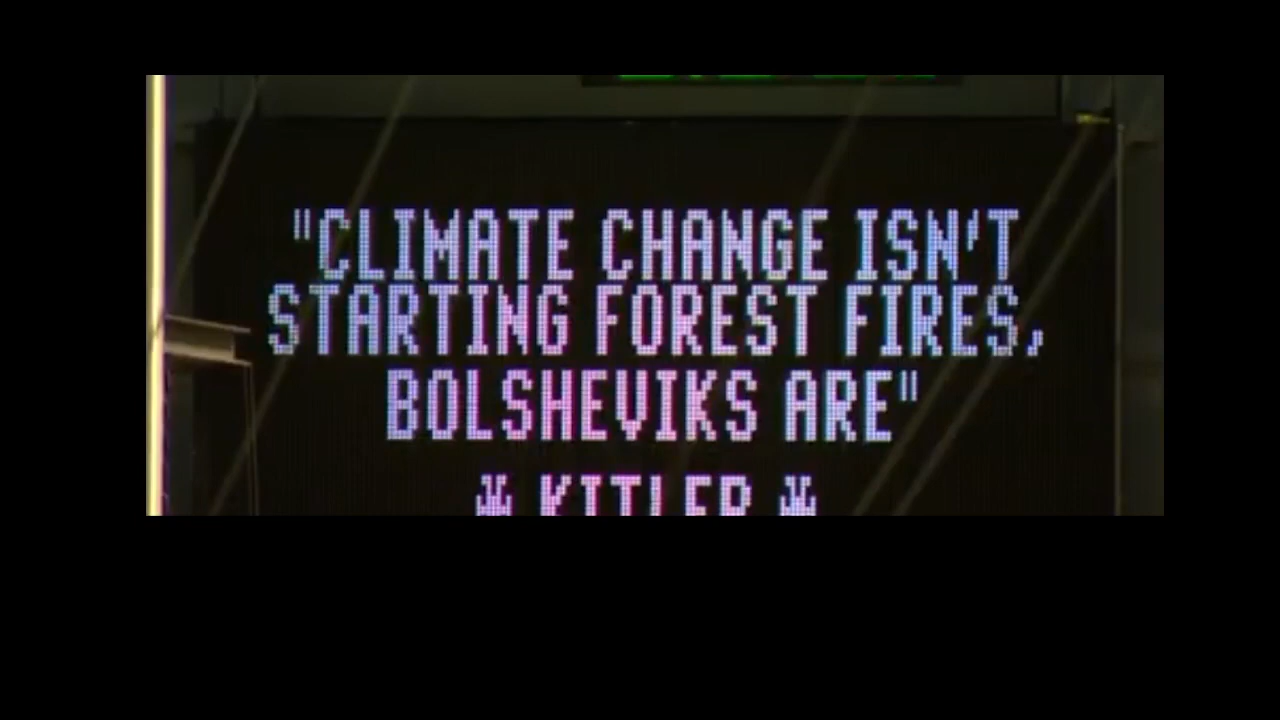 "CLIMATE CHANGE ISN'T
STARTING FOREST FIRES,
BOLSHEVIKS ARE"
KITLER